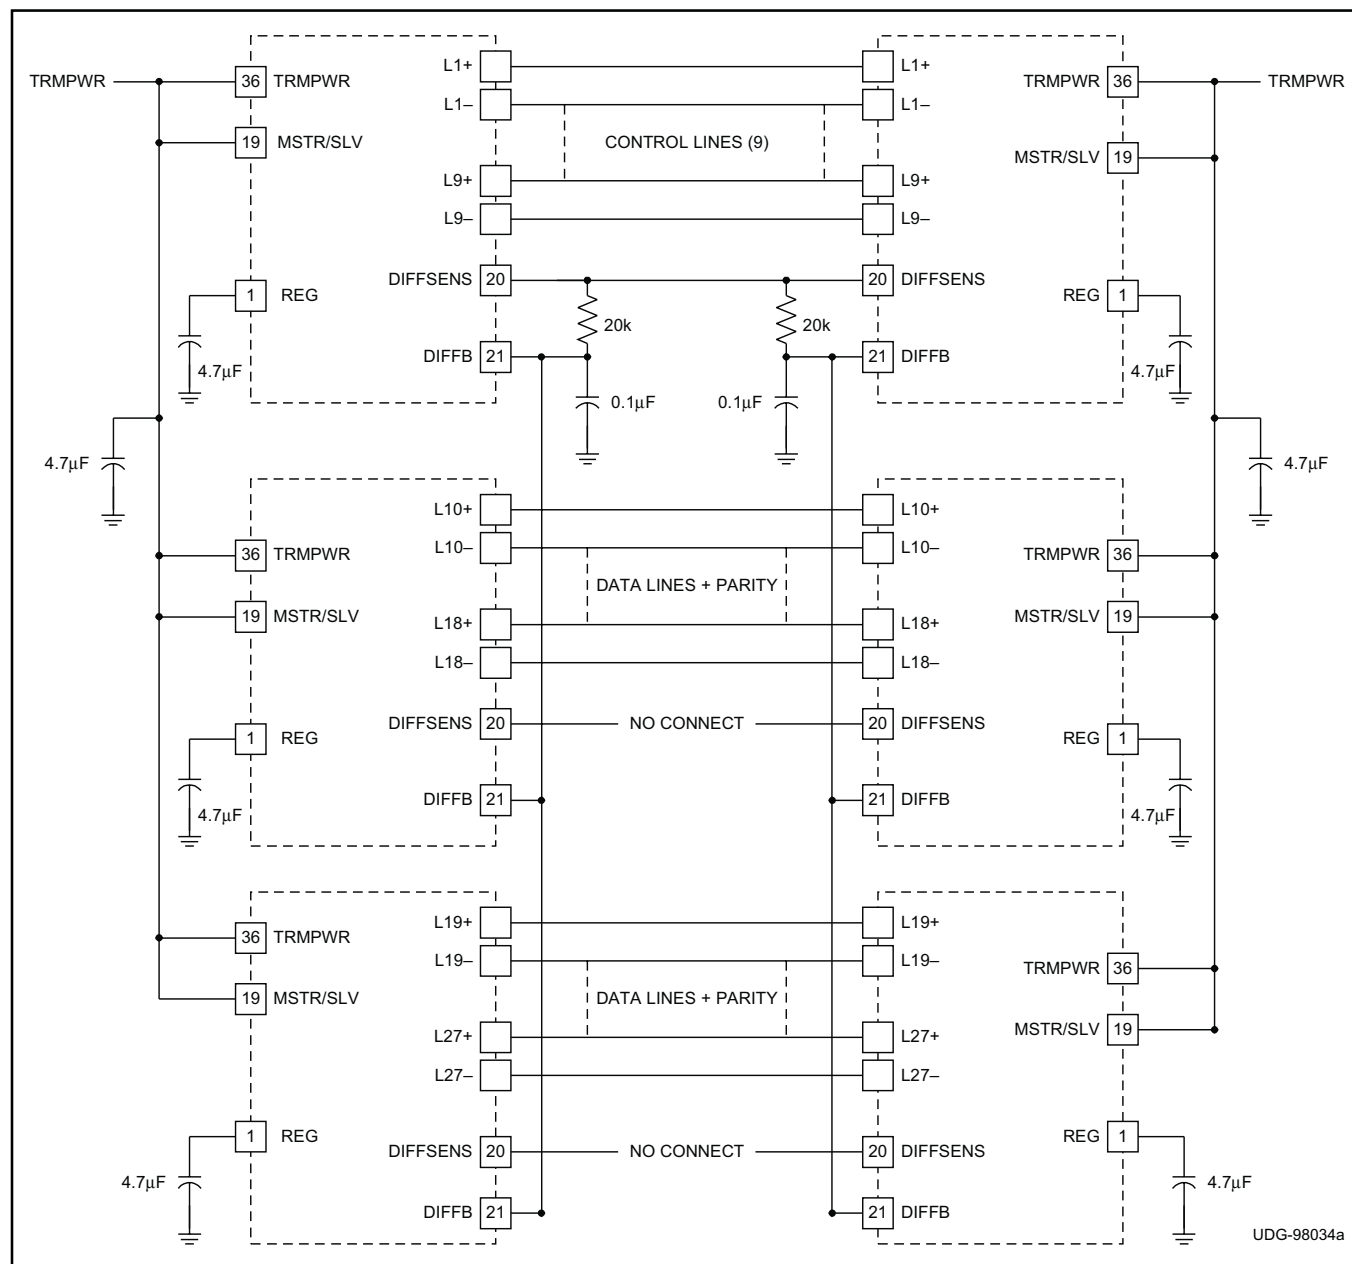 L1+ L1+
TRMPWR 36 TRMPWR TRMPWR 36 TRMPWR
L1– L1–
19 MSTR/SLV CONTROL LINES (9) MSTR/SLV 19
L9+ L9+
L9– L9–
DIFFSENS 20 20 DIFFSENS
1 REG REG 1
20k 20k
DIFFB 21 21 DIFFB
4.7µF 4.7µF
0.1µF 0.1µF
4.7µF 4.7µF
L10+ L10+
L10– L10–
36 TRMPWR TRMPWR 36
DATA LINES + PARITY
19 MSTR/SLV L18+ L18+ MSTR/SLV 19
L18– L18–
DIFFSENS 20 NO CONNECT 20 DIFFSENS
1 REG REG 1
DIFFB 21 21 DIFFB
4.7µF 4.7µF
L19+ L19+
36 TRMPWR
L19– L19– TRMPWR 36
19 MSTR/SLV DATA LINES + PARITY
L27+ L27+ MSTR/SLV 19
L27– L27–
1 REG REG 1
DIFFSENS 20 NO CONNECT 20 DIFFSENS
4.7µF 4.7µF
DIFFB 21 21 DIFFB
UDG-98034a